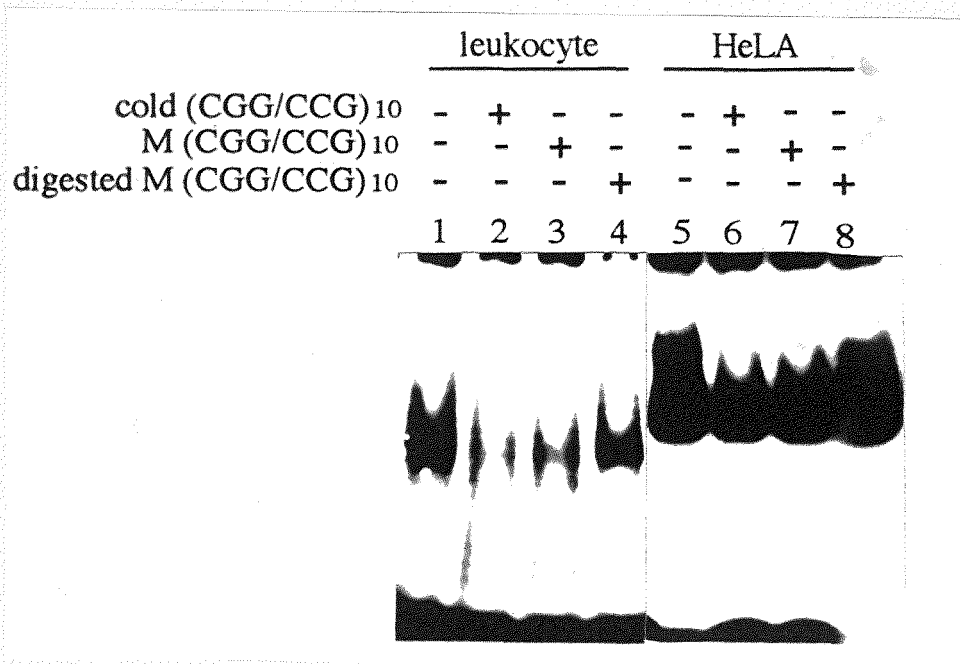 leukocyte HeLA
cold (CGG/CCG) 10 - + - - - + - -
M (CGG/CCG) 10 - - + - - - + -
digested M (CGG/CCG) 10 - - - + - - - +
1 2 3 4 5 6 7 8